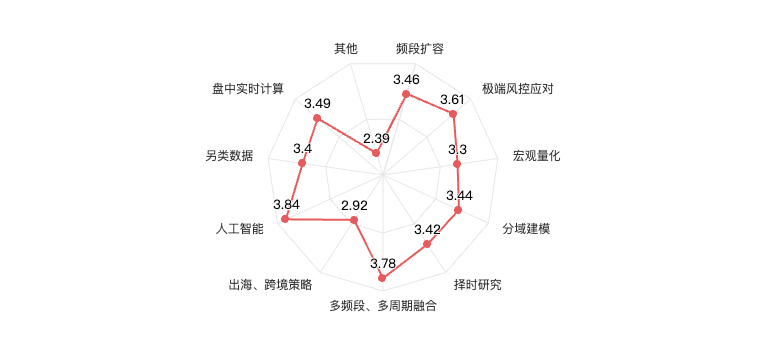 其他
频段扩容
3.46
盘中实时计算
极端风控应对
3.49
3.61
2.39
另类数据
3.4
3.3
宏观量化
3.84
2.92
3.44
人工智能
3.42
分域建模
3.78
出海、跨境策略
择时研究
多频段、多周期融合